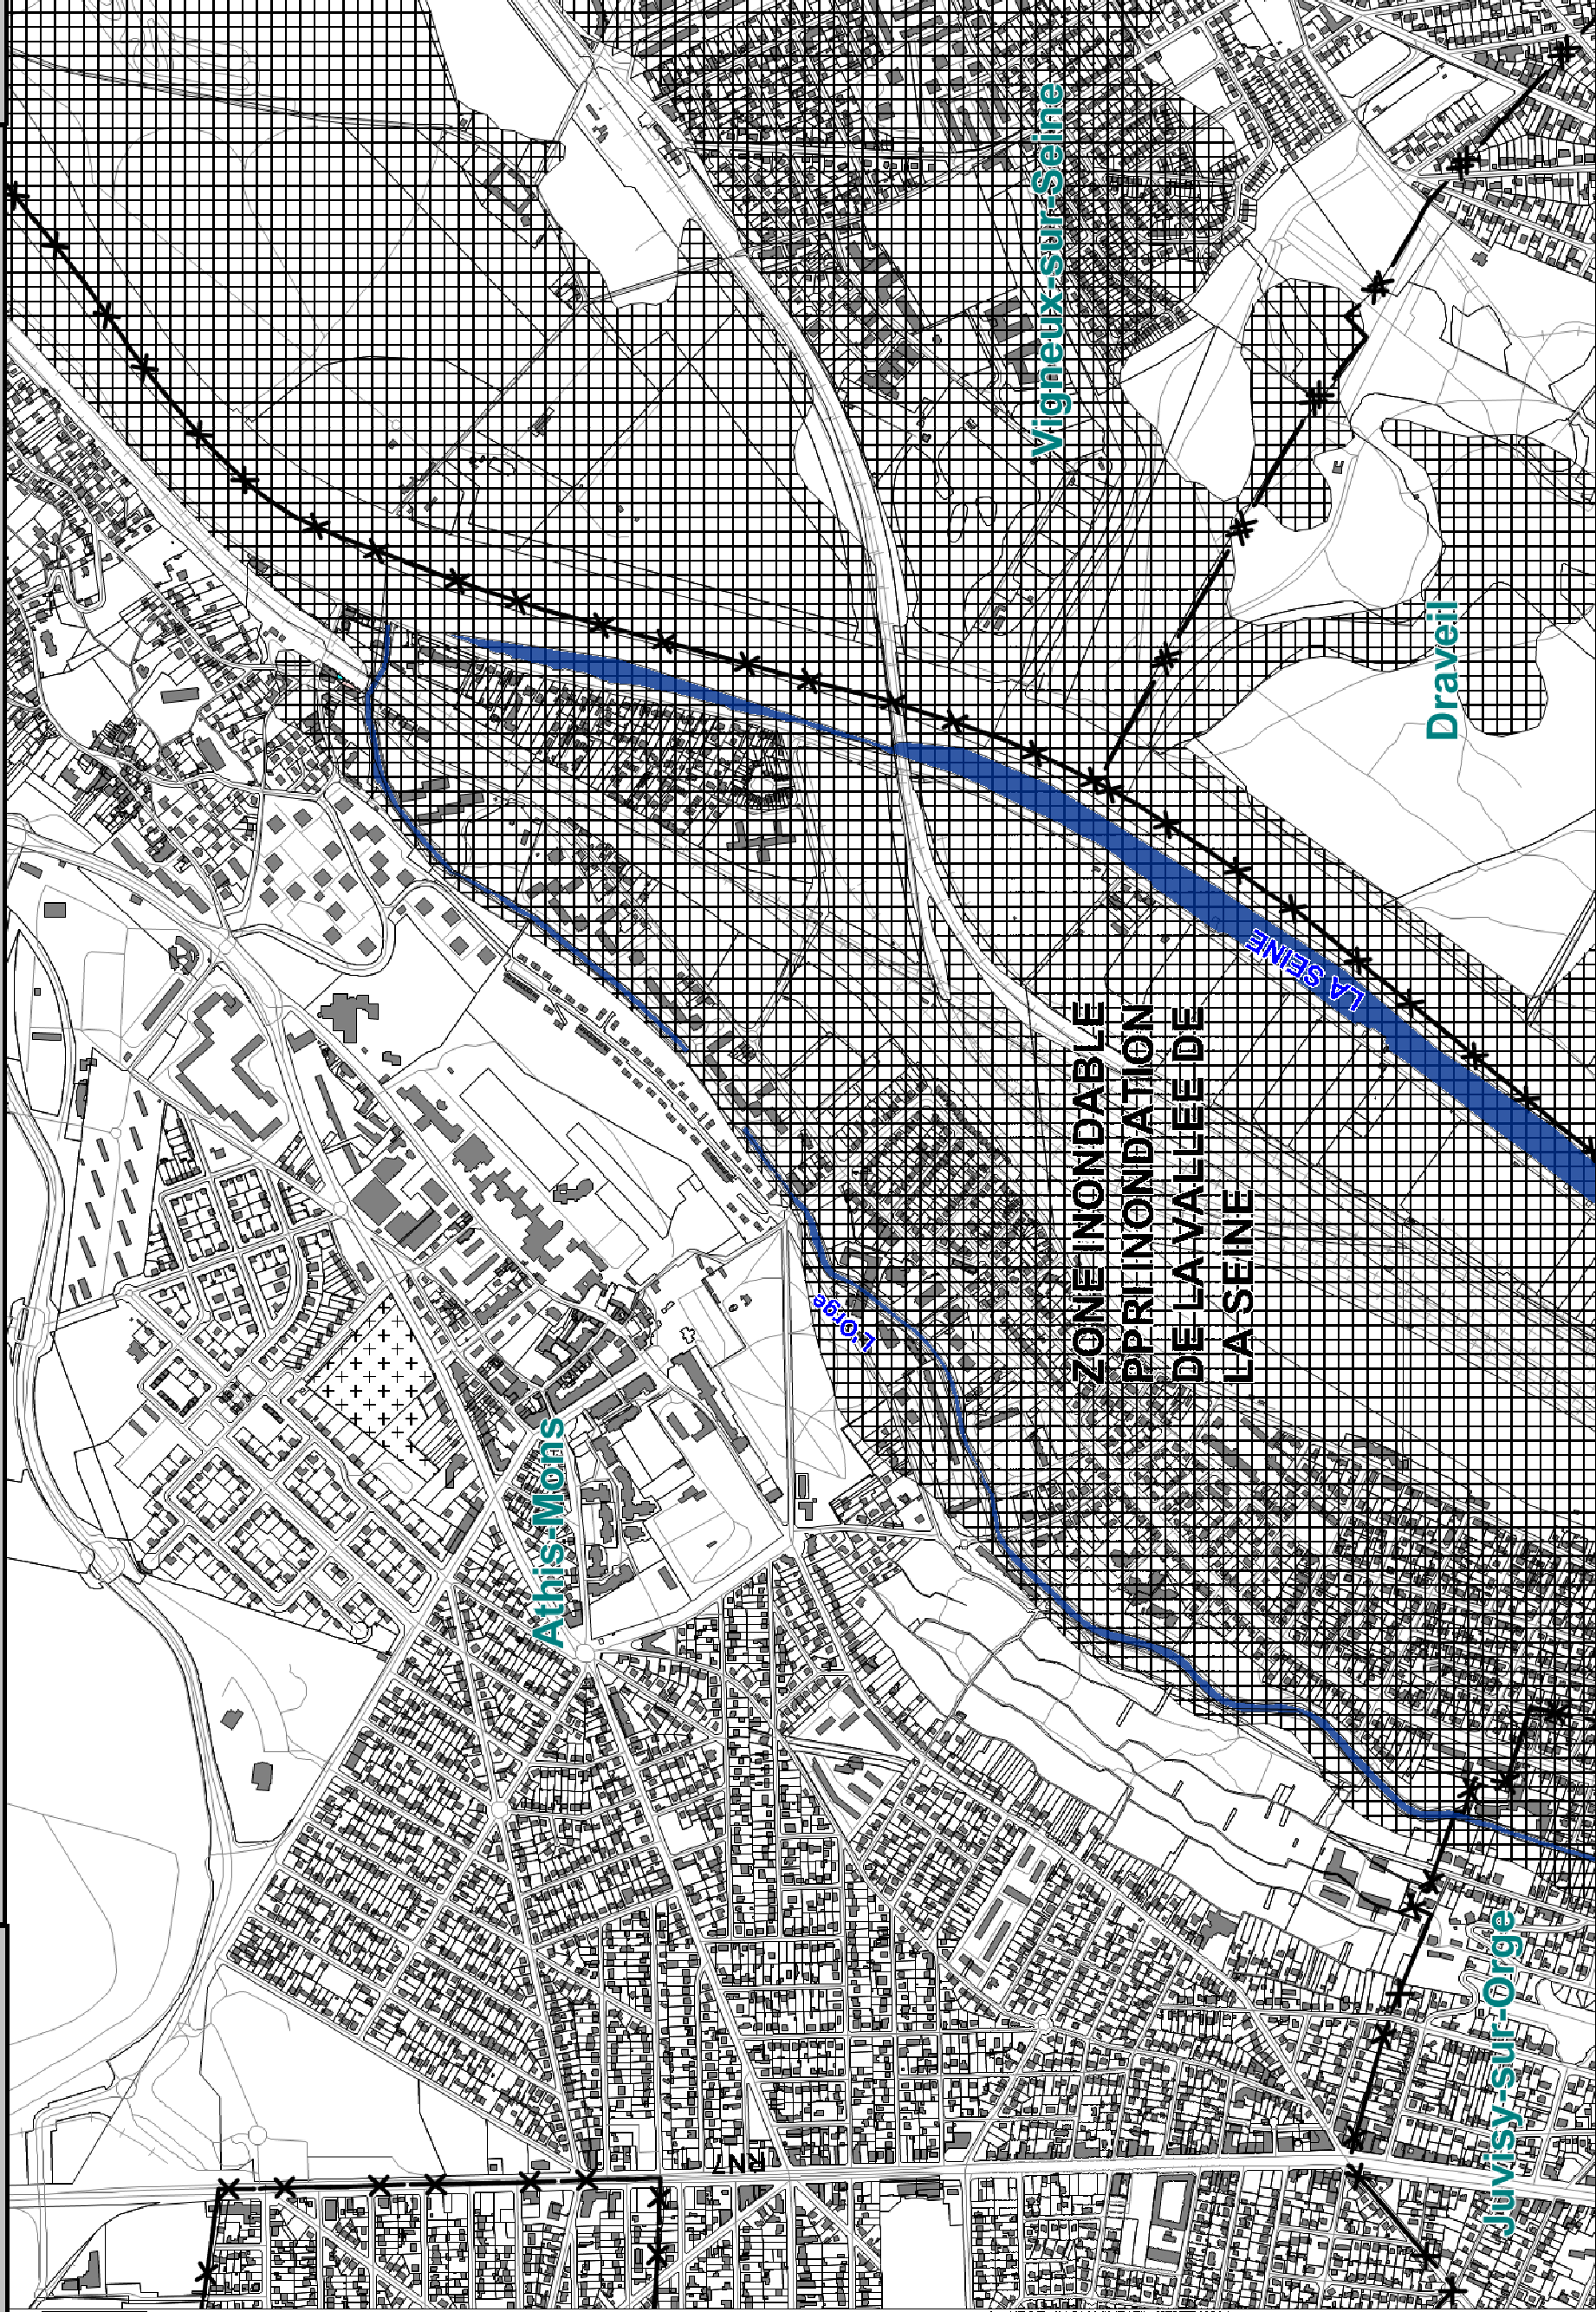 Vigneux-sur-Seine
Draveil
LA SEINE
ZONE INONDABLE
PPRI INONDATION
DE LA VALLEE DE
LA SEINE
L'Orge
Athis-Mons
RN7
Juvisy-sur-Orge